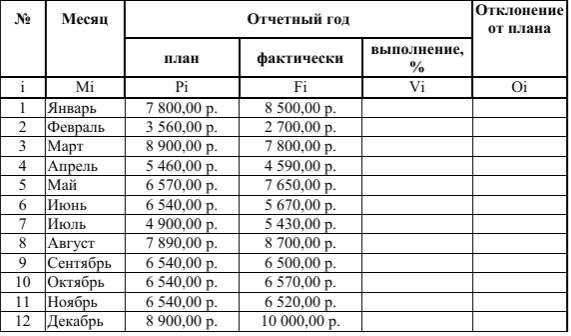 № Месяц Отчетный год Отклонение от плана
план фактически выполнение, %
i Mi Pi Fi Vi Oi
1 Январь 7 800,00 р. 8 500,00 р.
2 Февраль 3 560,00 р. 2 700,00 р.
3 Март 8 900,00 р. 7 800,00 р.
4 Апрель 5 460,00 р. 4 590,00 р.
5 Май 6 570,00 р. 7 650,00 р.
6 Июнь 6 540,00 р. 5 670,00 р.
7 Июль 4 900,00 р. 5 430,00 р.
8 Август 7 890,00 р. 8 700,00 р.
9 Сентябрь 6 540,00 р. 6 500,00 р.
10 Октябрь 6 540,00 р. 6 570,00 р.
11 Ноябрь 6 540,00 р. 6 520,00 р.
12 Декабрь 8 900,00 р. 10 000,00 р.